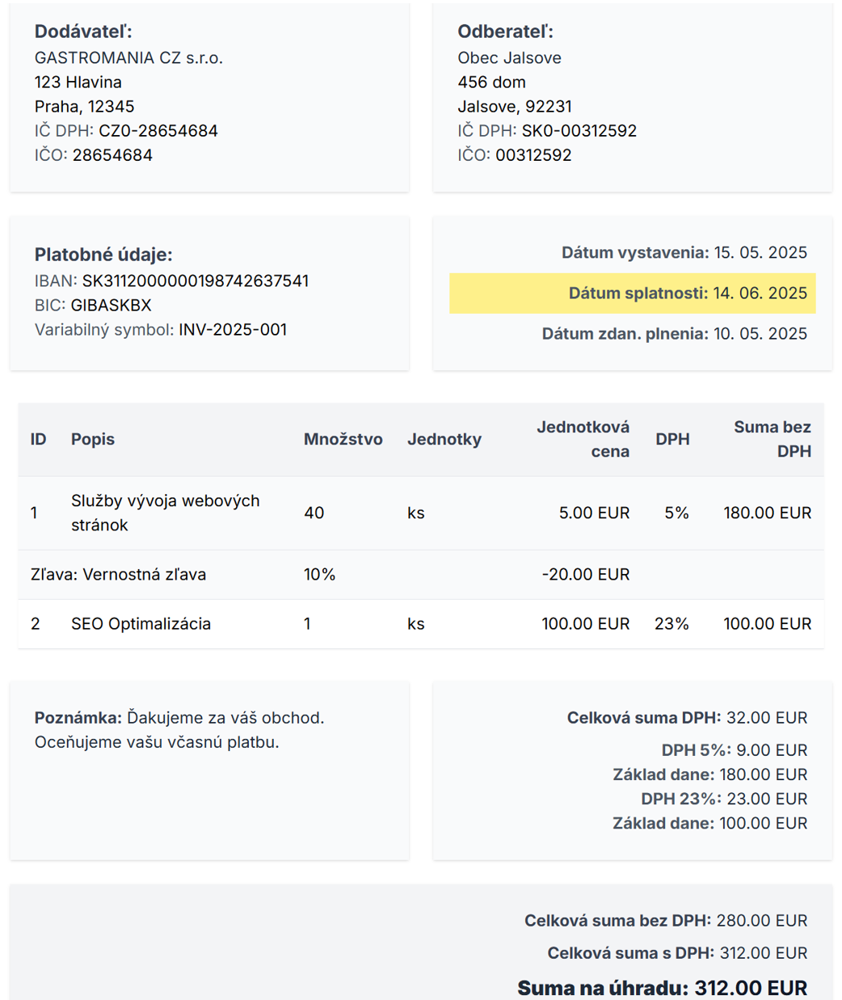 Dodávateľ:
GASTROMANIA CZ s.r.o.
123 Hlavina
Praha, 12345
IČ DPH: CZ0-28654684
IČO: 28654684
Odberateľ:
Obec Jalsove
456 dom
Jalsove, 92231
IČ DPH: SK0-00312592
IČO: 00312592
Platobné údaje:
IBAN: SK3112000000198742637541
BIC: GIBASKBX
Variabilný symbol: INV-2025-001
Dátum vystavenia: 15. 05. 2025
Dátum splatnosti: 14. 06. 2025
Dátum zdan. plnenia: 10. 05. 2025
ID Popis Množstvo Jednotky Jednotková cena DPH Suma bez DPH
1 Služby vývoja webových stránok 40 ks 5.00 EUR 5% 180.00 EUR
Zľava: Vernostná zľava 10% -20.00 EUR
2 SEO Optimalizácia 1 ks 100.00 EUR 23% 100.00 EUR
Poznámka: Ďakujeme za váš obchod.
Oceňujeme vašu včasnú platbu.
Celková suma DPH: 32.00 EUR
DPH 5%: 9.00 EUR
Základ dane: 180.00 EUR
DPH 23%: 23.00 EUR
Základ dane: 100.00 EUR
Celková suma bez DPH: 280.00 EUR
Celková suma s DPH: 312.00 EUR
Suma na úhradu: 312.00 EUR